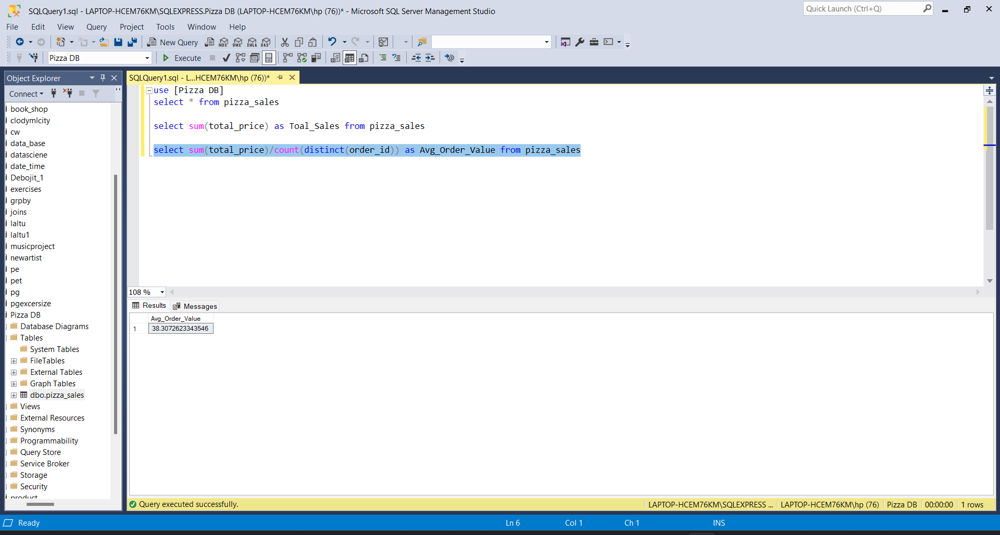 SQLQuery1.sql - LAPTOP-HCEM76KM\SQLEXPRESS.Pizza DB (LAPTOP-HCEM76KM\hp (76))* - Microsoft SQL Server Management Studio
Quick Launch (Ctrl+Q)
File Edit View Query Project Tools Window Help
New Query MDX DMX XMLA DAX
Pizza DB Execute
Object Explorer
SQLQuery1.sql - L...HCEM76KM\hp (76))*
Connect
book_shop
clodymlcity
cw
data_base
datasciene
date_time
Debojit_1
exercises
grpby
joins
laltu
laltu1
musicproject
newartist
pe
pet
pg
pgexcersize
Pizza DB
Database Diagrams
Tables
System Tables
FileTables
External Tables
Graph Tables
dbo.pizza_sales
Views
External Resources
Synonyms
Programmability
Query Store
Service Broker
Storage
Security
product
use [Pizza DB]
select * from pizza_sales
select sum(total_price) as Toal_Sales from pizza_sales
select sum(total_price)/count(distinct(order_id)) as Avg_Order_Value from pizza_sales
108 %
Results Messages
Avg_Order_Value
1 38.3072623343546
Query executed successfully. LAPTOP-HCEM76KM\SQLEXPRESS ... LAPTOP-HCEM76KM\hp (76) Pizza DB 00:00:00 1 rows
Ready Ln 6 Col 1 Ch 1 INS